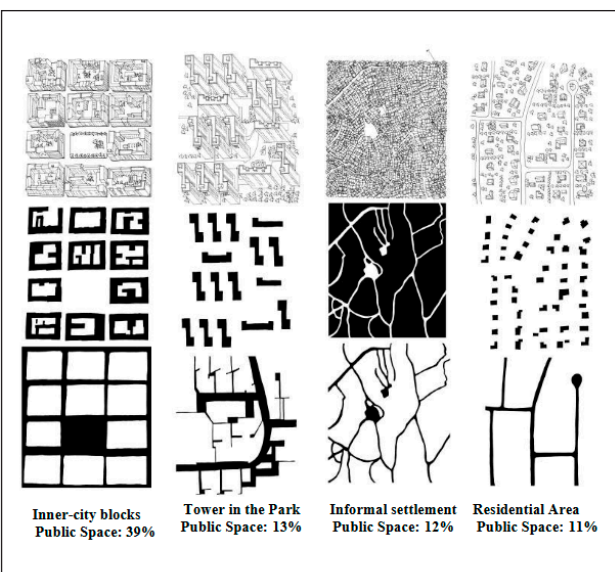 Inner-city blocks
Public Space: 39%
Tower in the Park
Public Space: 13%
Informal settlement
Public Space: 12%
Residential Area
Public Space: 11%